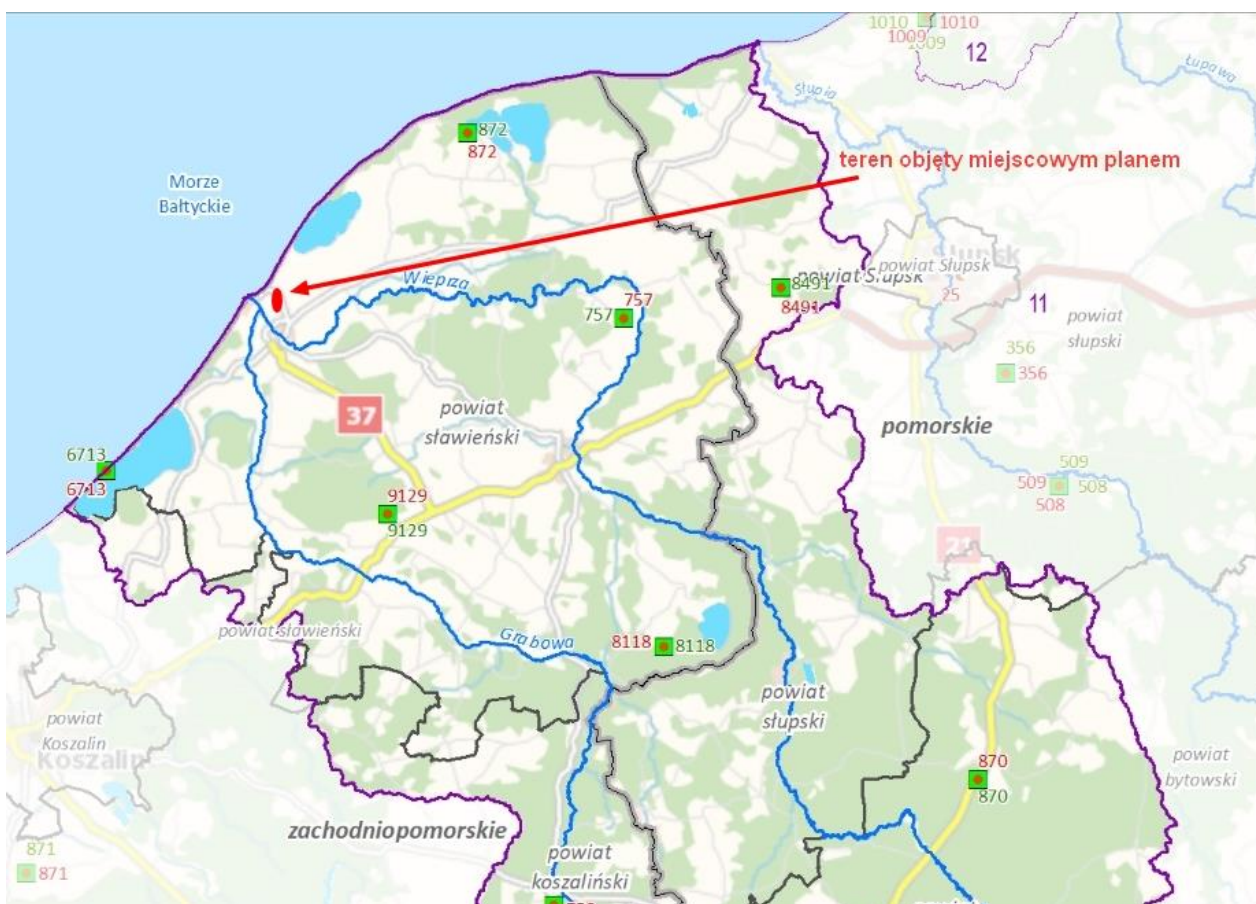 1010 1010
1009
1009
12
Słupia
Łupawa
872
872
teren objęty miejscowym planem
Morze
Bałtyckie
Wieprza
757
757
8491
8491
powiat Słupsk
Słupsk
powiat Słupsk
25
11
powiat
słupski
356
356
37
powiat
sławieński
pomorskie
6713
6713
509
509
508
508
9129
9129
21
powiat sławieński
Grabowa
8118
8118
powiat
słupski
powiat
Koszalin
Koszalin
870
870
powiat
bytowski
zachodniopomorskie
powiat
koszaliński
871
871